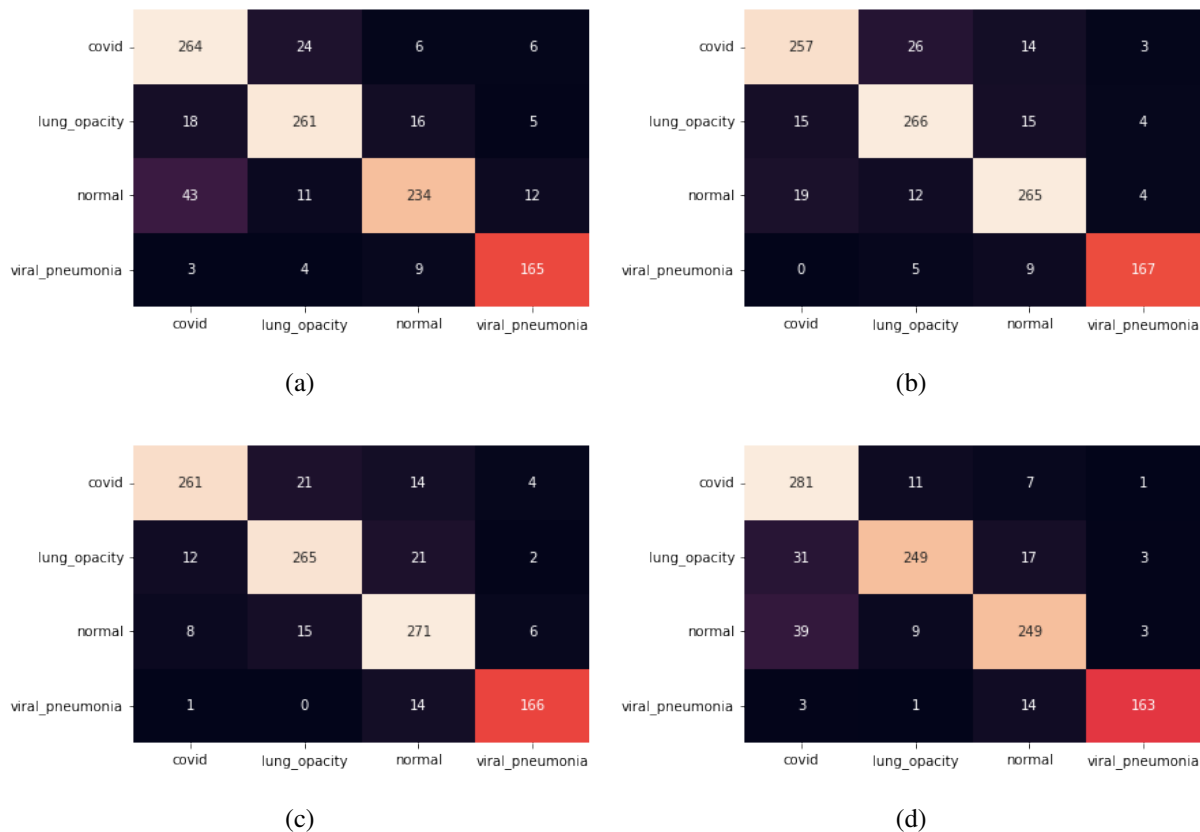 covid 264 24 6 6
lung_opacity 18 261 16 5
normal 43 11 234 12
viral_pneumonia 3 4 9 165
covid lung_opacity normal viral_pneumonia
(a)
covid 257 26 14 3
lung_opacity 15 266 15 4
normal 19 12 265 4
viral_pneumonia 0 5 9 167
covid lung_opacity normal viral_pneumonia
(b)
covid 261 21 14 4
lung_opacity 12 265 21 2
normal 8 15 271 6
viral_pneumonia 1 0 14 166
covid lung_opacity normal viral_pneumonia
(c)
covid 281 11 7 1
lung_opacity 31 249 17 3
normal 39 9 249 3
viral_pneumonia 3 1 14 163
covid lung_opacity normal viral_pneumonia
(d)